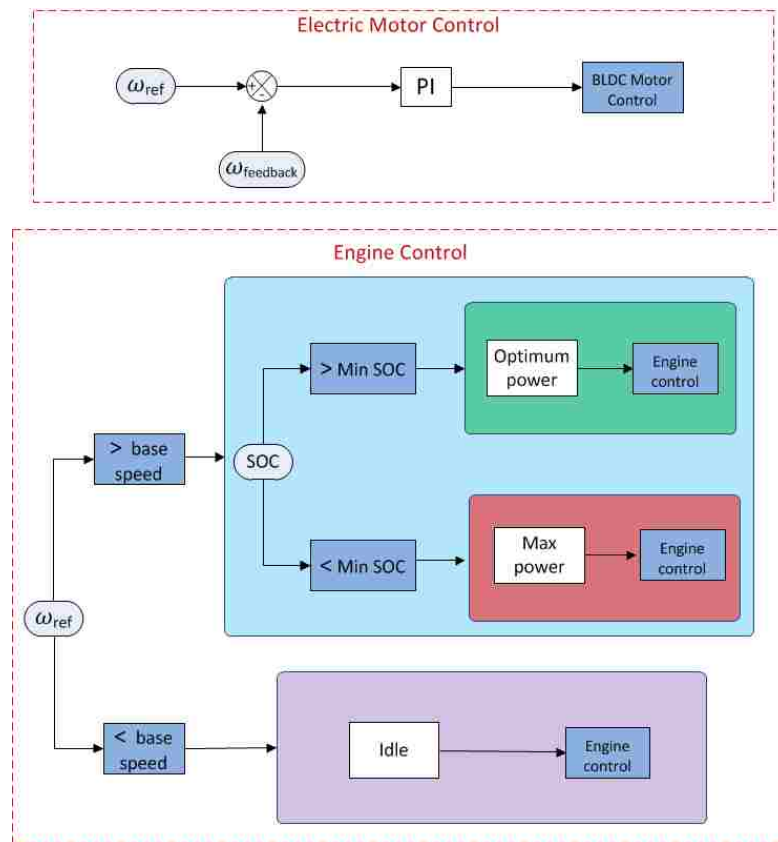 Electric Motor Control
ωref
+
-
PI
BLDC Motor
Control
ωfeedback
Engine Control
> Min SOC
Optimum
power
Engine
control
> base
speed
SOC
< Min SOC
Max
power
Engine
control
ωref
< base
speed
Idle
Engine
control